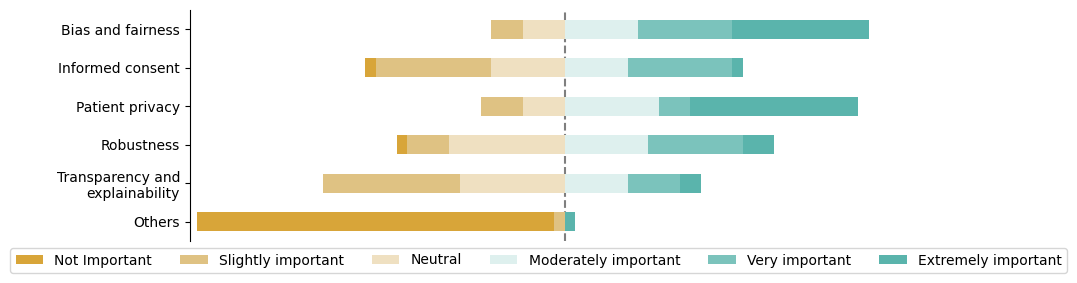 Bias and fairness
Informed consent
Patient privacy
Robustness
Transparency and
explainability
Others
Not Important
Slightly important
Neutral
Moderately important
Very important
Extremely important